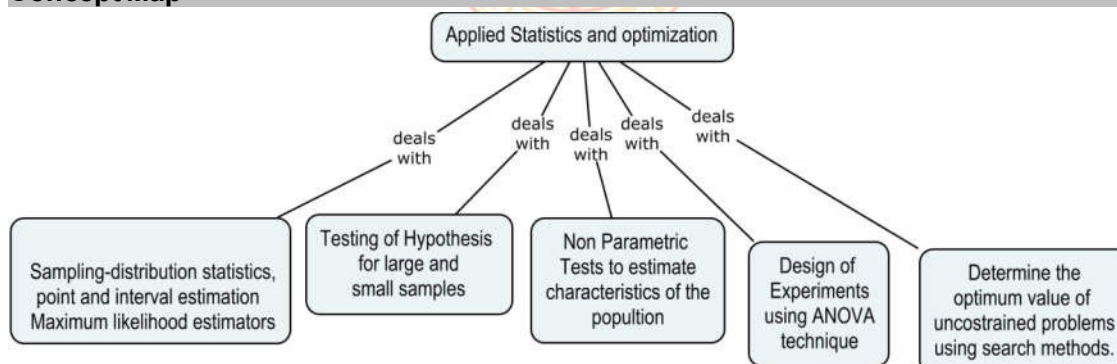 Concept Map
Applied Statistics and optimization
deals
with
deals
with
deals
with
deals
with
deals
with
Sampling-distribution statistics,
point and interval estimation
Maximum likelihood estimators
Testing of Hypothesis
for large and
small samples
Non Parametric
Tests to estimate
characteristics of the
popultion
Design of
Experiments
using ANOVA
technique
Determine the
optimum value of
uncostrained problems
using search methods.